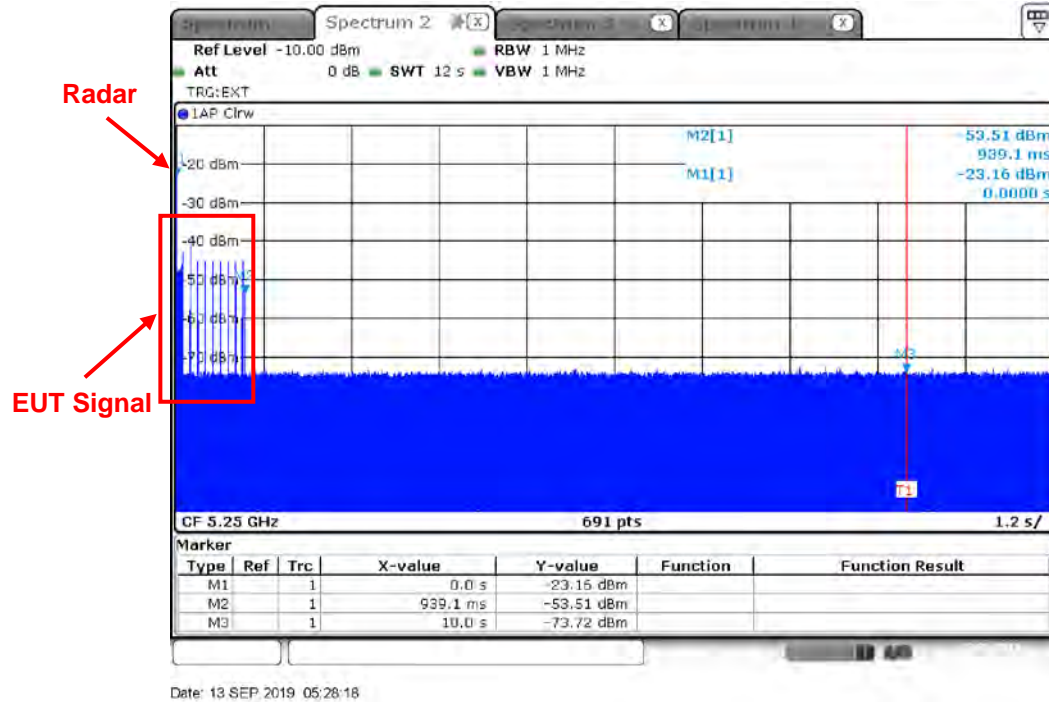 Spectrum 2
Ref Level -10.00 dBm RBW 1 MHz
Att 0 dB SWT 12 s VBW 1 MHz
TRG:EXT
Radar
1AP Clrw
M2[1] -53.51 dBm
939.1 ms
-20 dBm
M1[1] -23.16 dBm
0.0000 s
-30 dBm
-40 dBm
-50 dBm
-60 dBm
-70 dBm
M3
EUT Signal
T1
CF 5.25 GHz 691 pts 1.2 s/
Marker
Type Ref Trc X-value Y-value Function Function Result
M1 1 0.0 s -23.16 dBm
M2 1 939.1 ms -53.51 dBm
M3 1 10.0 s -73.72 dBm
Date: 13 SEP 2019 05:28:18